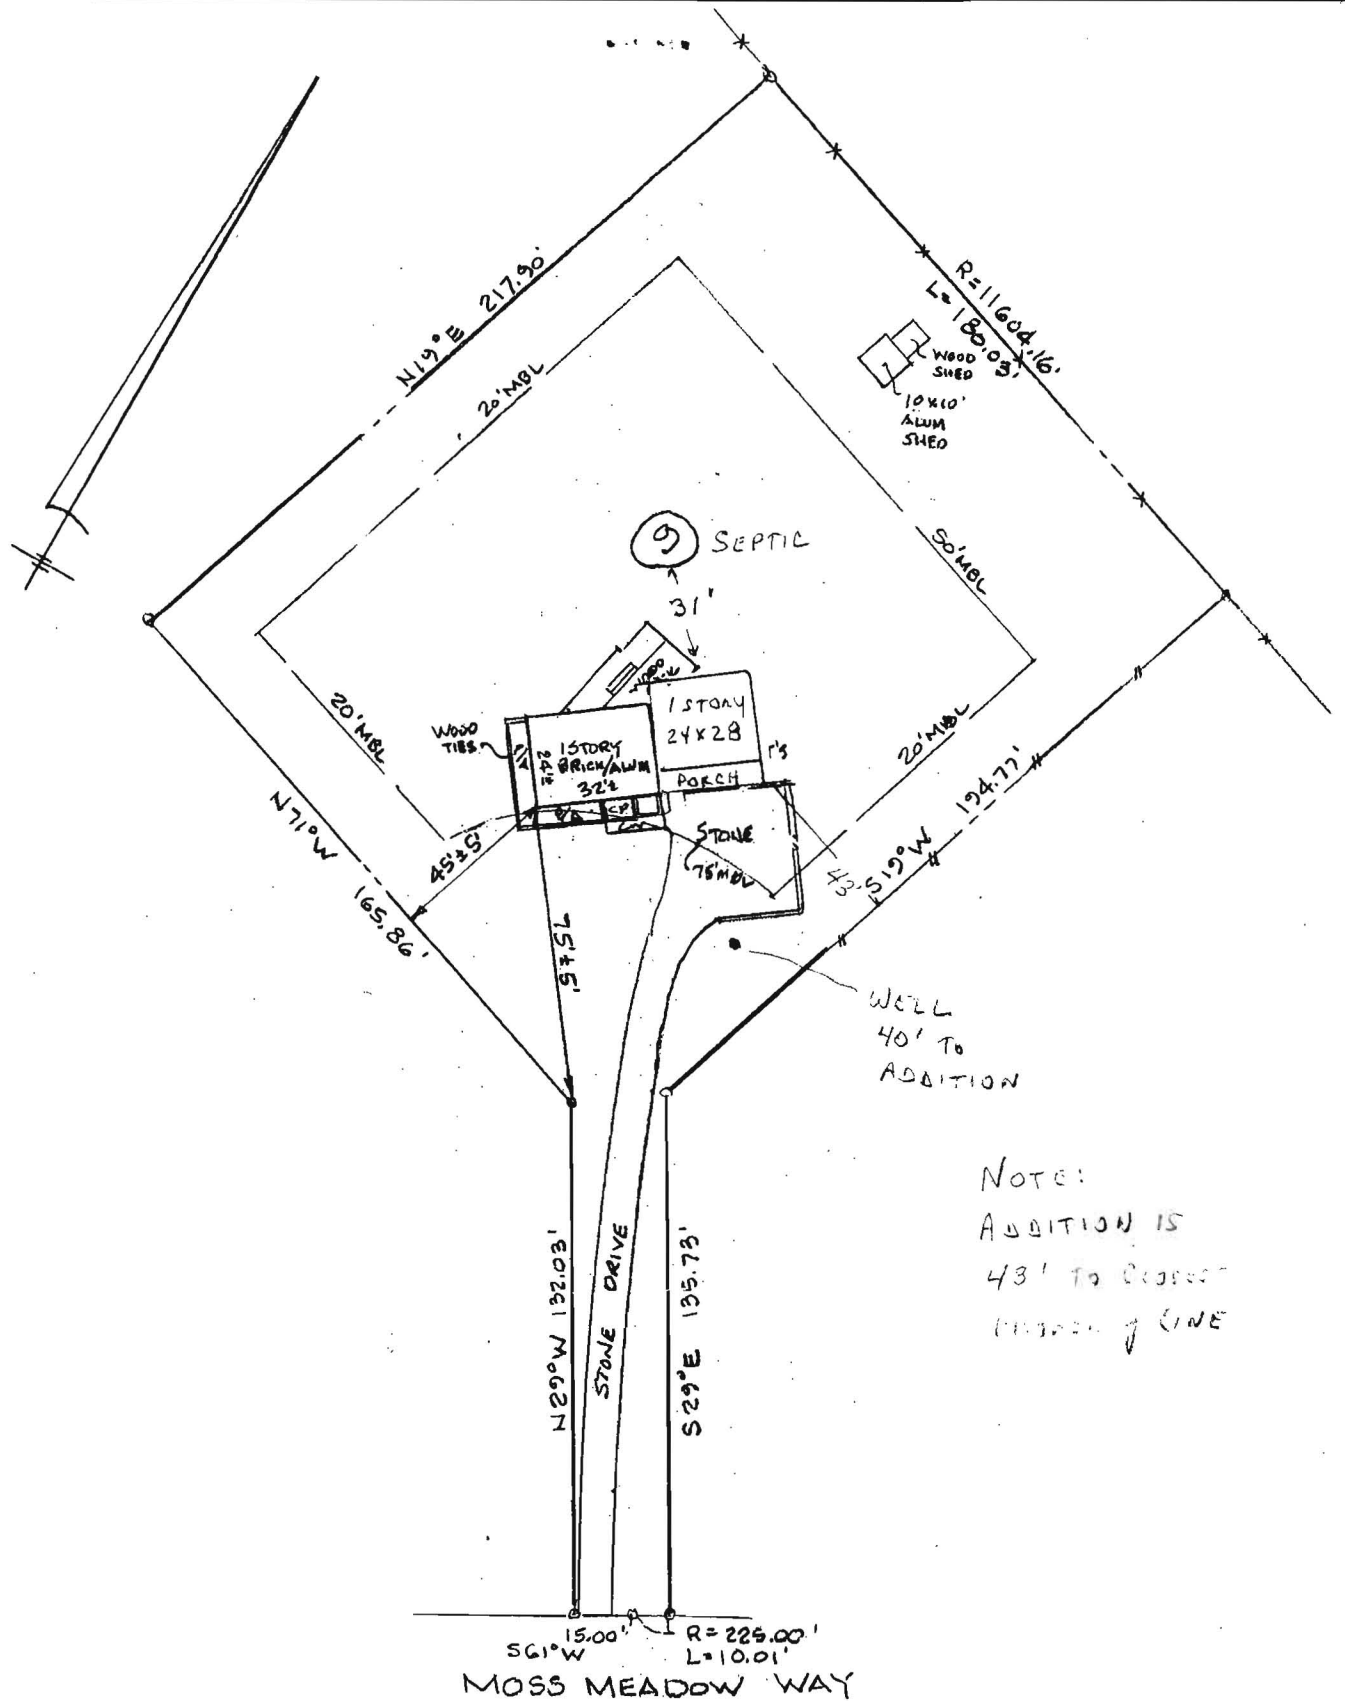 N19°E 217.90'
R=11604.16'
L=180.03'
WOOD
SHED
10x10'
ALUM
SHED
20'MBL
9 SEPTIC
50'MBL
31'
1 STORY
24x28
WOOD
TIES
1 STORY
BRICK/ALUM
32'±
24'±
PORCH
20'MBL
20'MBL
194.77'
S19°W
N71°W
165.86'
45'±5'
STONE
75'MBL
43'
75'±5'
WELL
40' TO
ADDITION
NOTE:
ADDITION IS
43' TO
LINE
N29°W 132.03'
STONE DRIVE
S29°E 135.73'
15.00'
S61°W
R=225.00'
L=10.01'
MOSS MEADOW WAY